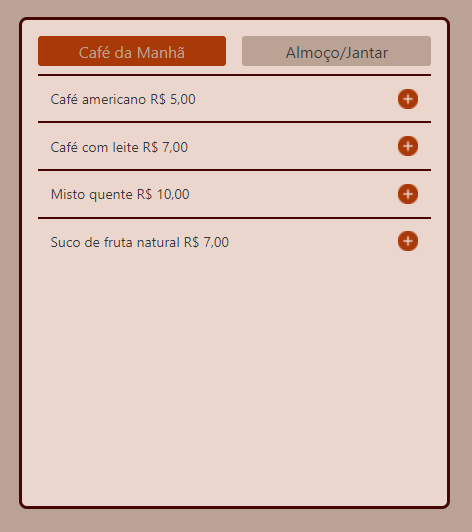 Café da Manhã
Almoço/Jantar
Café americano R$ 5,00
Café com leite R$ 7,00
Misto quente R$ 10,00
Suco de fruta natural R$ 7,00